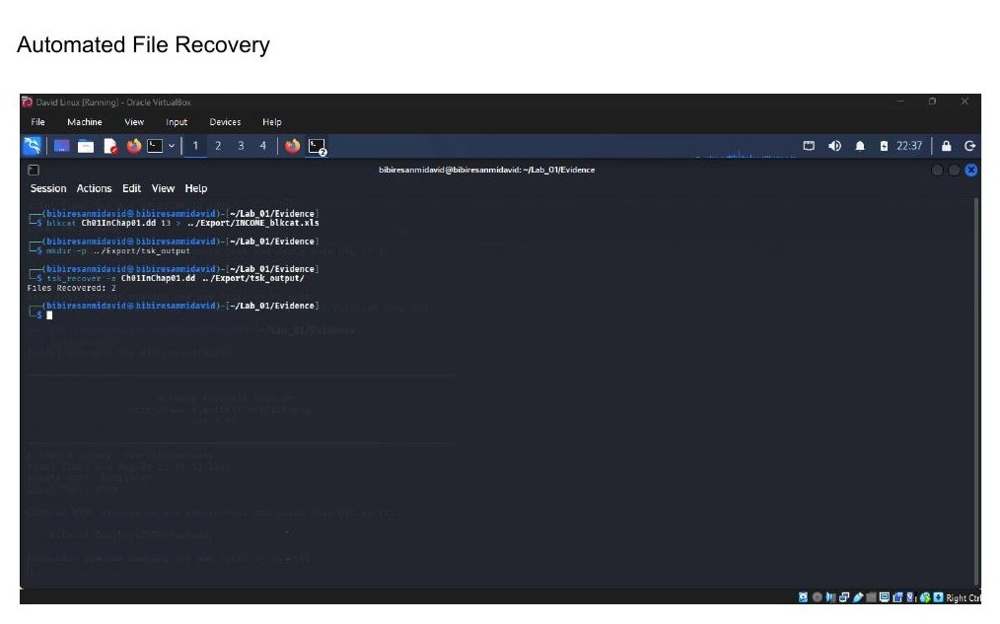 Automated File Recovery
David Linux [Running] - Oracle VirtualBox
File Machine View Input Devices Help
1 2 3 4 2 22:37
bibiresanmidavid@bibiresanmidavid: ~/Lab_01/Evidence
Session Actions Edit View Help
┌──(bibiresanmidavid㉿bibiresanmidavid)-[~/Lab_01/Evidence]
└─$ blkcat Ch01InChap01.dd 13 > ../Export/INCOME_blkcat.xls
┌──(bibiresanmidavid㉿bibiresanmidavid)-[~/Lab_01/Evidence]
└─$ mkdir -p ../Export/tsk_output
┌──(bibiresanmidavid㉿bibiresanmidavid)-[~/Lab_01/Evidence]
└─$ tsk_recover -a Ch01InChap01.dd ../Export/tsk_output/
Files Recovered: 2
┌──(bibiresanmidavid㉿bibiresanmidavid)-[~/Lab_01/Evidence]
└─$
Right Ctrl